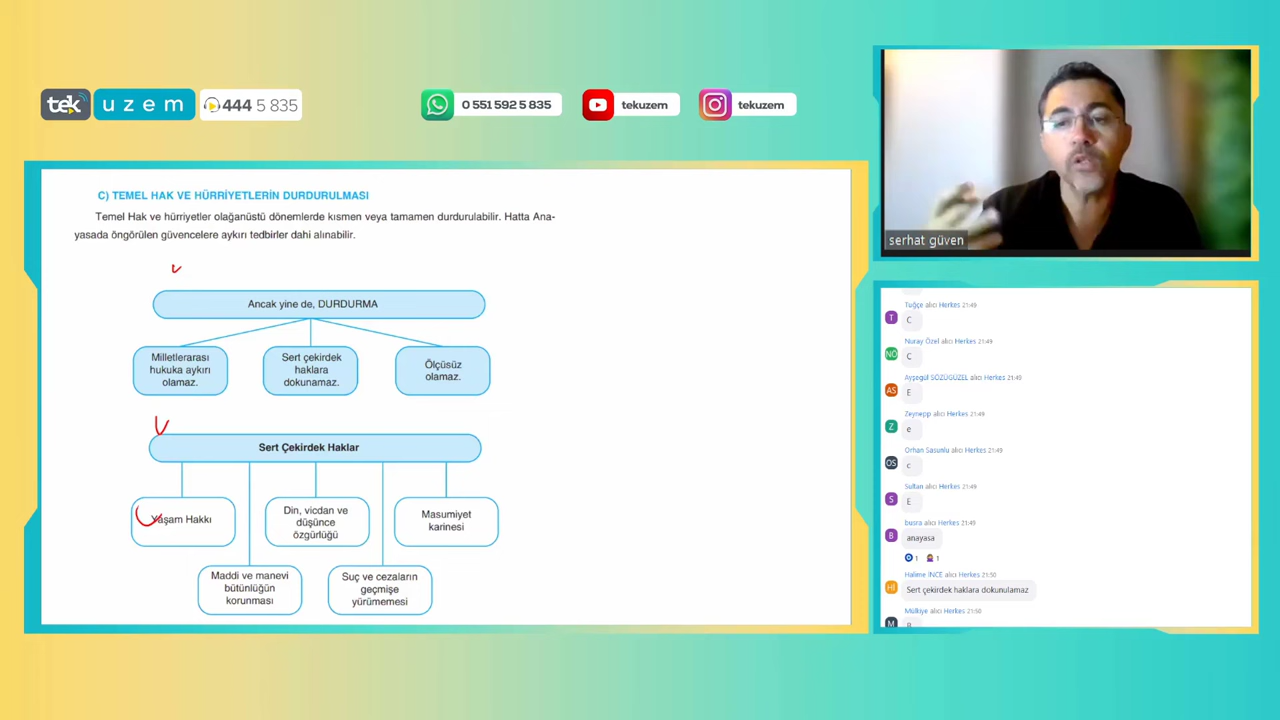 tek uzem 444 5 835
0 551 592 5 835
tekuzem
tekuzem
C) TEMEL HAK VE HÜRRİYETLERİN DURDURULMASI
Temel Hak ve hürriyetler olağanüstü dönemlerde kısmen veya tamamen durdurulabilir. Hatta Ana-
yasada öngörülen güvencelere aykırı tedbirler dahi alınabilir.
Ancak yine de, DURDURMA
Milletlerarası
hukuka aykırı
olamaz.
Sert çekirdek
haklara
dokunamaz.
Ölçüsüz
olamaz.
Sert Çekirdek Haklar
Yaşam Hakkı
Din, vicdan ve
düşünce
özgürlüğü
Masumiyet
karinesi
Maddi ve manevi
bütünlüğün
korunması
Suç ve cezaların
geçmişe
yürümemesi
serhat güven
Tuğçe alıcı Herkes 21:49
T
C
Nuray Özel alıcı Herkes 21:49
NÖ
C
Ayşegül SÖZÜGÜZEL alıcı Herkes 21:49
AS
E
Zeynepp alıcı Herkes 21:49
Z
e
Orhan Sasunlu alıcı Herkes 21:49
OS
c
Sultan alıcı Herkes 21:49
S
E
busra alıcı Herkes 21:49
B
anayasa
1 1
Halime İNCE alıcı Herkes 21:50
Hİ
Sert çekirdek haklara dokunulamaz
Mülkiye alıcı Herkes 21:50
M